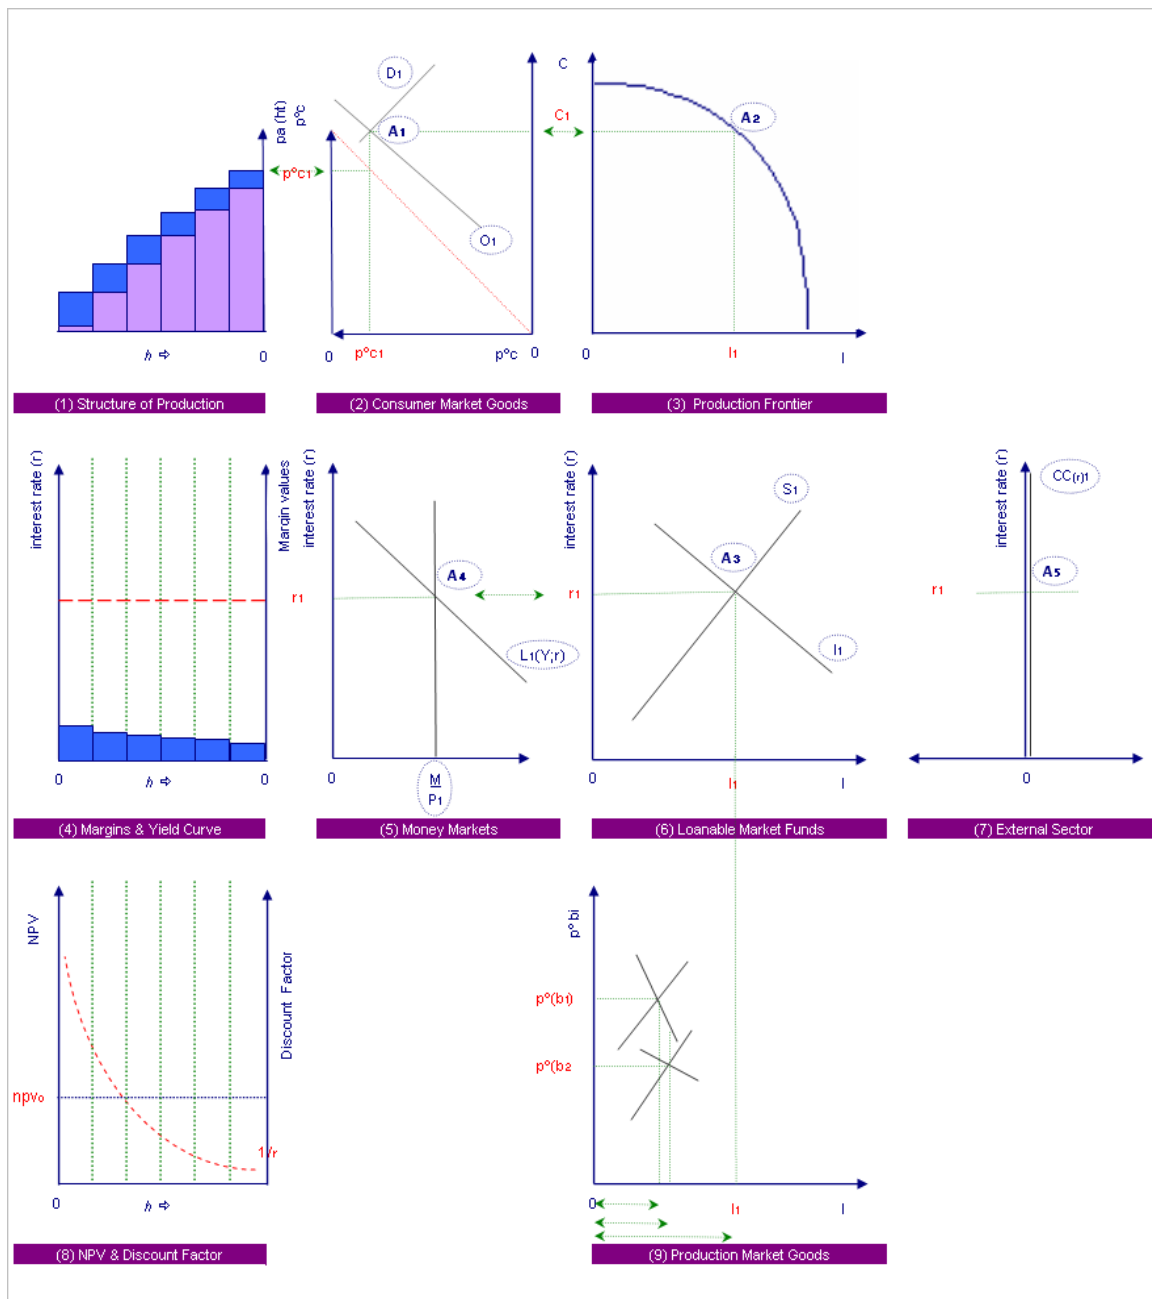 D1
C
pa (ht)
p°c
A1
C1
A2
p°c1
O1
h ⇨
0
0
p°c1
p°c
0
0
I1
I
(1) Structure of Production
(2) Consumer Market Goods
(3) Production Frontier
interest rate (r)
Margin values
interest rate (r)
interest rate (r)
interest rate (r)
S1
CC(r)1
A4
A3
A5
r1
r1
r1
L1(Y;r)
I1
0
h ⇨
0
0
M
P1
0
I1
I
0
(4) Margins & Yield Curve
(5) Money Markets
(6) Loanable Market Funds
(7) External Sector
NPV
Discount Factor
p° bi
p°(b1)
p°(b2
npv₀
1/r
0
h ⇨
0
I1
I
(8) NPV & Discount Factor
(9) Production Market Goods